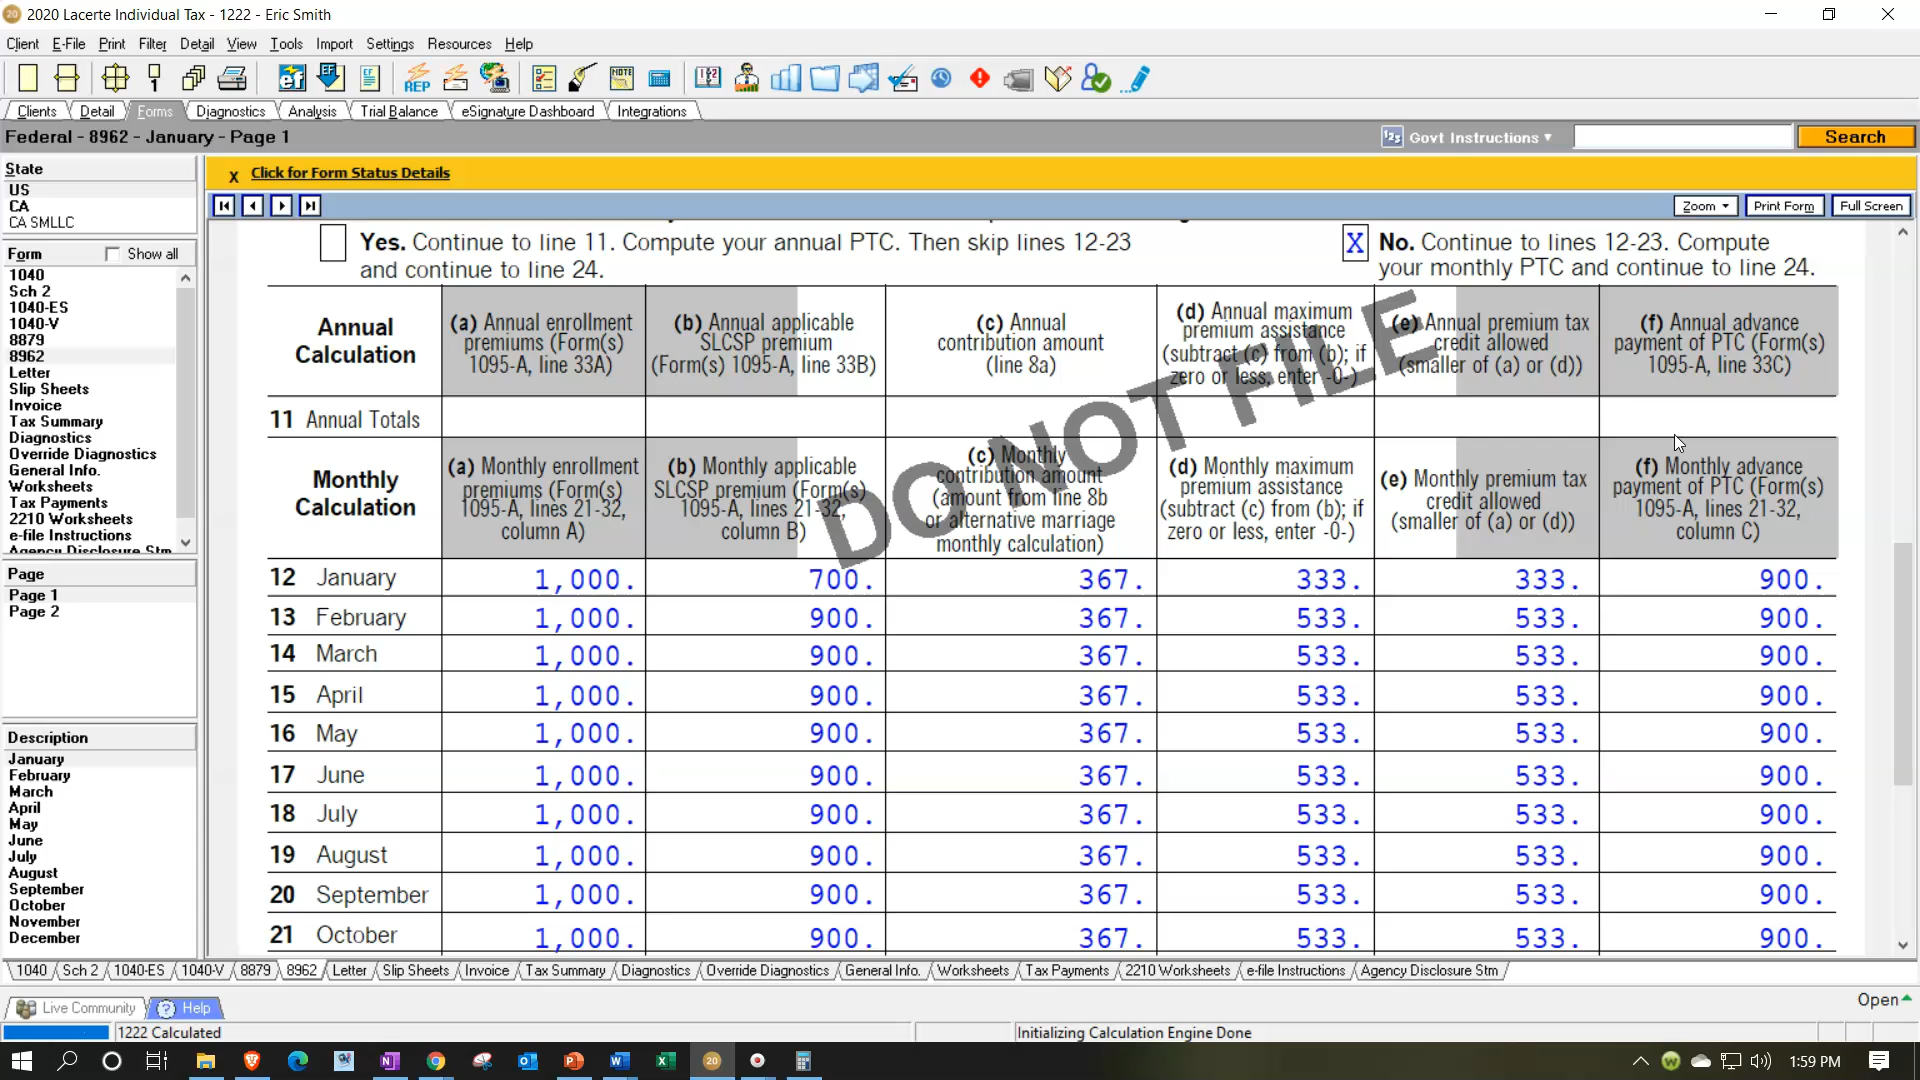 2020 Lacerte Individual Tax - 1222 - Eric Smith
Client E-File Print Filter Detail View Tools Import Settings Resources Help
Clients Detail Forms Diagnostics Analysis Trial Balance eSignature Dashboard Integrations
Federal - 8962 - January - Page 1
Govt Instructions
Search
State
US
CA
CA SMLLC
Form Show all
1040
Sch 2
1040-ES
1040-V
8879
8962
Letter
Slip Sheets
Invoice
Tax Summary
Diagnostics
Override Diagnostics
General Info.
Worksheets
Tax Payments
2210 Worksheets
e-file Instructions
Agency Disclosure Stm
Page
Page 1
Page 2
Description
January
February
March
April
May
June
July
August
September
October
November
December
x Click for Form Status Details
Zoom Print Form Full Screen
Yes. Continue to line 11. Compute your annual PTC. Then skip lines 12-23
and continue to line 24.
X No. Continue to lines 12-23. Compute
your monthly PTC and continue to line 24.
Annual
Calculation
(a) Annual enrollment
premiums (Form(s)
1095-A, line 33A)
(b) Annual applicable
SLCSP premium
(Form(s) 1095-A, line 33B)
(c) Annual
contribution amount
(line 8a)
(d) Annual maximum
premium assistance
(subtract (c) from (b); if
zero or less, enter -0-)
(e) Annual premium tax
credit allowed
(smaller of (a) or (d))
(f) Annual advance
payment of PTC (Form(s)
1095-A, line 33C)
11 Annual Totals
Monthly
Calculation
(a) Monthly enrollment
premiums (Form(s)
1095-A, lines 21-32,
column A)
(b) Monthly applicable
SLCSP premium (Form(s)
1095-A, lines 21-32,
column B)
(c) Monthly
contribution amount
(amount from line 8b
or alternative marriage
monthly calculation)
(d) Monthly maximum
premium assistance
(subtract (c) from (b); if
zero or less, enter -0-)
(e) Monthly premium tax
credit allowed
(smaller of (a) or (d))
(f) Monthly advance
payment of PTC (Form(s)
1095-A, lines 21-32,
column C)
DO NOT FILE
12 January 1,000. 700. 367. 333. 333. 900.
13 February 1,000. 900. 367. 533. 533. 900.
14 March 1,000. 900. 367. 533. 533. 900.
15 April 1,000. 900. 367. 533. 533. 900.
16 May 1,000. 900. 367. 533. 533. 900.
17 June 1,000. 900. 367. 533. 533. 900.
18 July 1,000. 900. 367. 533. 533. 900.
19 August 1,000. 900. 367. 533. 533. 900.
20 September 1,000. 900. 367. 533. 533. 900.
21 October 1,000. 900. 367. 533. 533. 900.
1040 Sch 2 1040-ES 1040-V 8879 8962 Letter Slip Sheets Invoice Tax Summary Diagnostics Override Diagnostics General Info. Worksheets Tax Payments 2210 Worksheets e-file Instructions Agency Disclosure Stm
Live Community Help
Open
1222 Calculated
Initializing Calculation Engine Done
1:59 PM